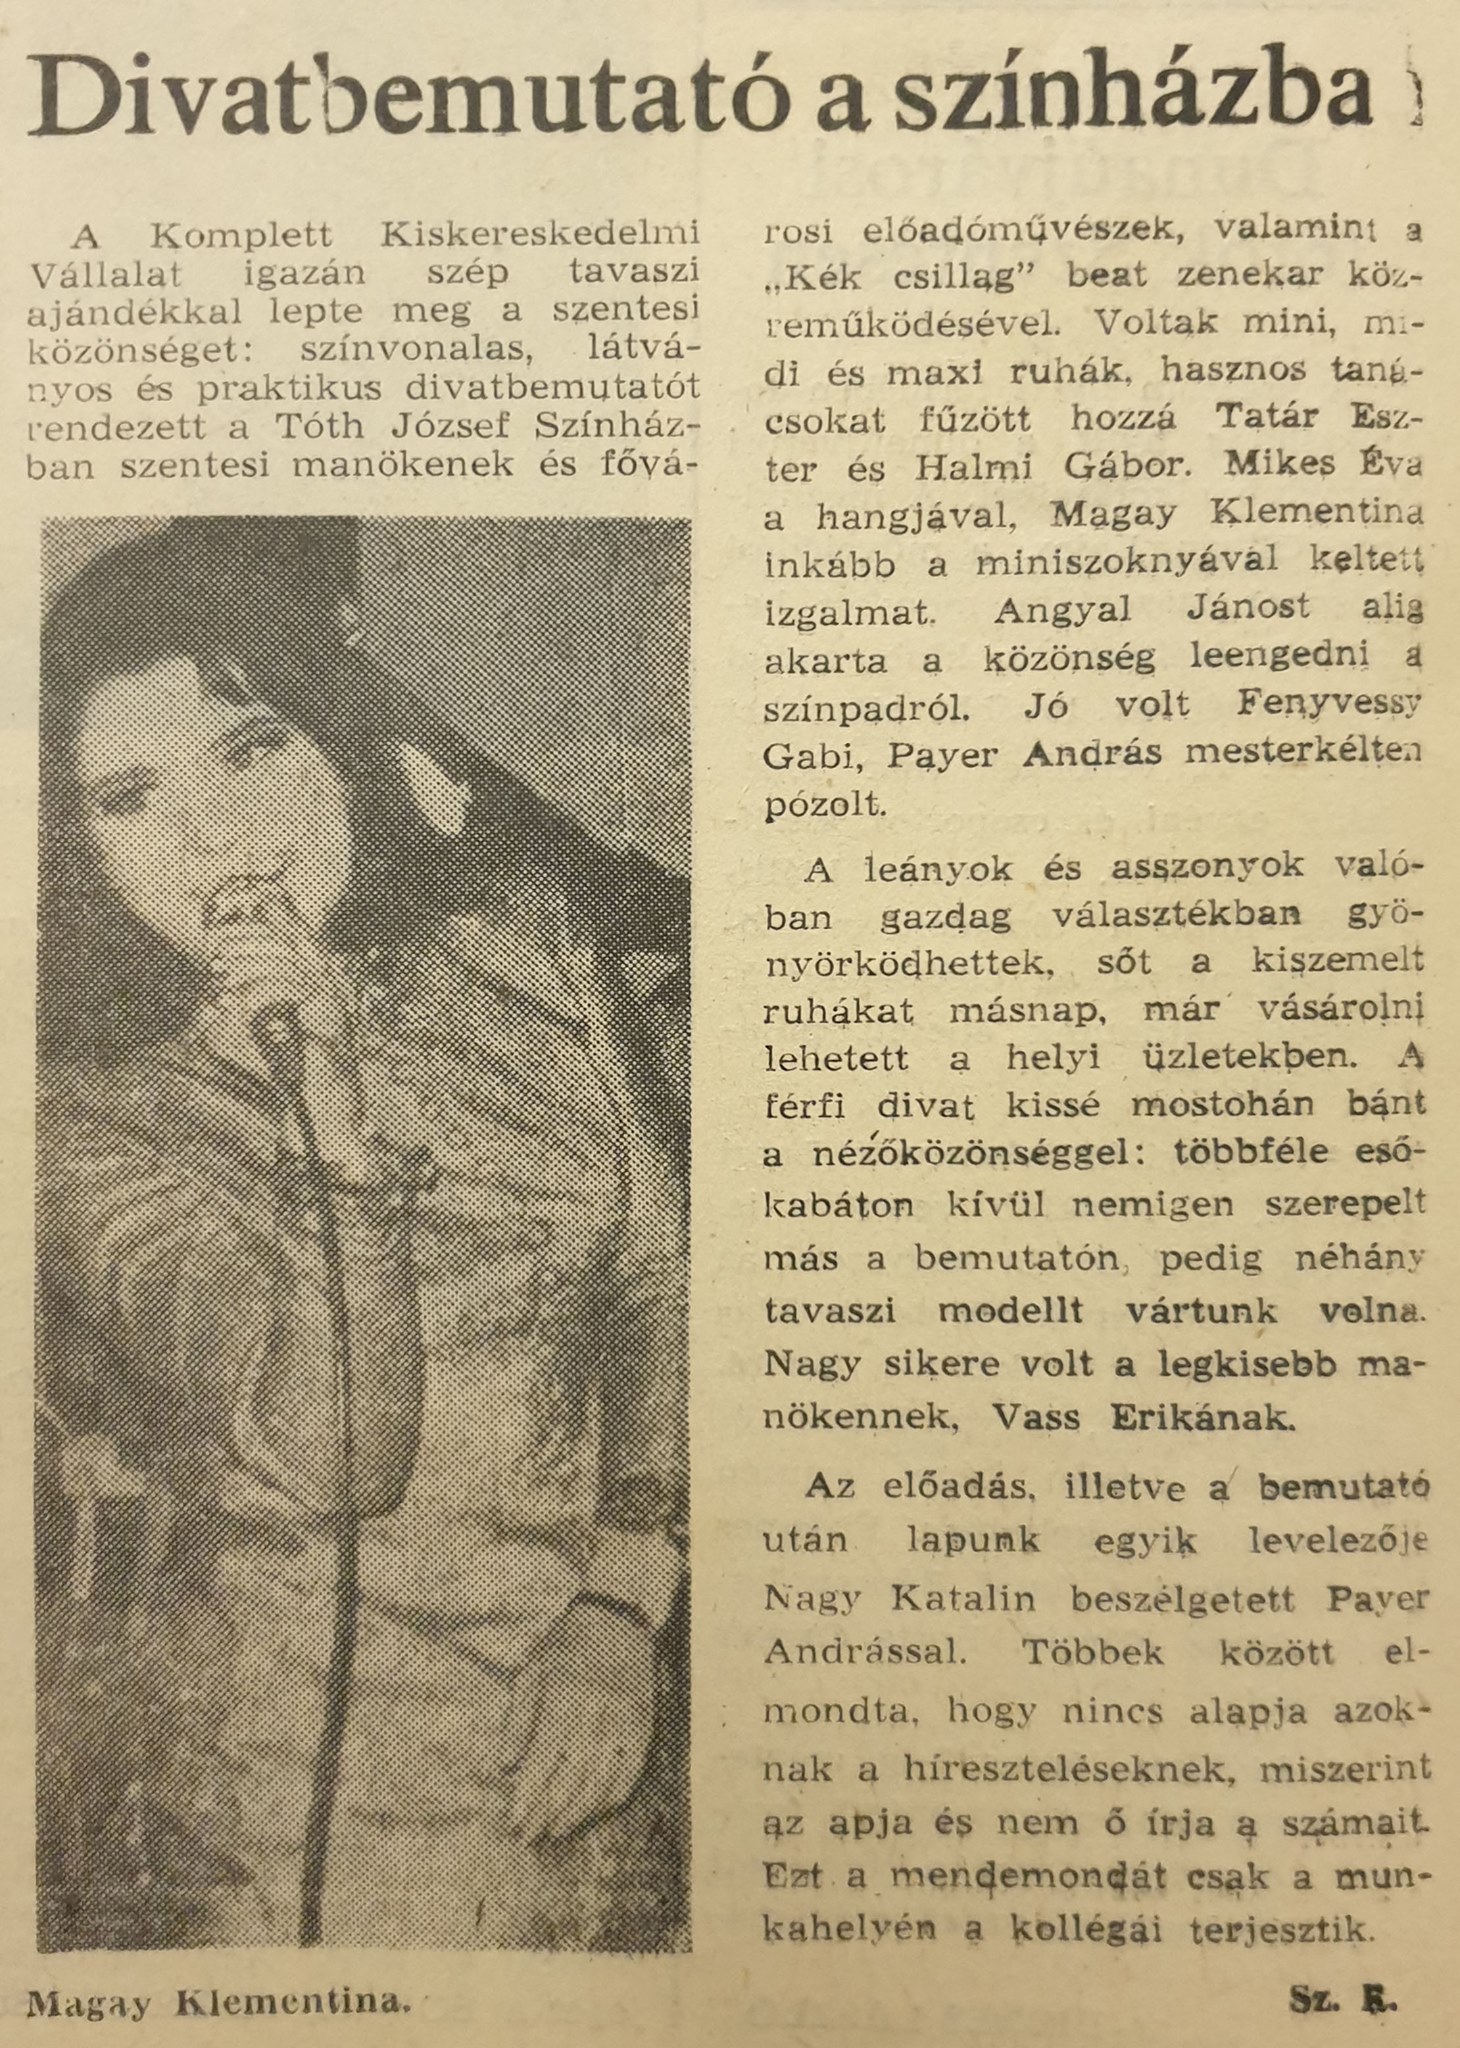 Divatbemutató a színházba
A Komplett Kiskereskedelmi
Vállalat igazán szép tavaszi
ajándékkal lepte meg a szentesi
közönséget: színvonalas, látvá-
nyos és praktikus divatbemutatót
rendezett a Tóth József Színház-
ban szentesi manökenek és fővá-
Magay Klementina.
rosi előadóművészek, valamint a
„Kék csillag” beat zenekar köz-
reműködésével. Voltak mini, mi-
di és maxi ruhák, hasznos taná-
csokat fűzött hozzá Tatár Esz-
ter és Halmi Gábor. Mikes Éva
a hangjával, Magay Klementina
inkább a miniszoknyával keltett
izgalmat. Angyal Jánost alig
akarta a közönség leengedni a
színpadról. Jó volt Fenyvessy
Gabi, Payer András mesterkélten
pózolt.
A leányok és asszonyok való-
ban gazdag választékban gyö-
nyörködhettek, sőt a kiszemelt
ruhákat másnap, már vásárolni
lehetett a helyi üzletekben. A
férfi divat kissé mostohán bánt
a nézőközönséggel: többféle eső-
kabáton kívül nemigen szerepelt
más a bemutatón, pedig néhány
tavaszi modellt vártunk volna.
Nagy sikere volt a legkisebb ma-
nökennek, Vass Erikának.
Az előadás, illetve a bemutató
után lapunk egyik levelezője
Nagy Katalin beszélgetett Payer
Andrással. Többek között el-
mondta, hogy nincs alapja azok-
nak a híreszteléseknek, miszerint
az apja és nem ő írja a számait.
Ezt a mendemondát csak a mun-
kahelyén a kollégái terjesztik.
Sz. R.